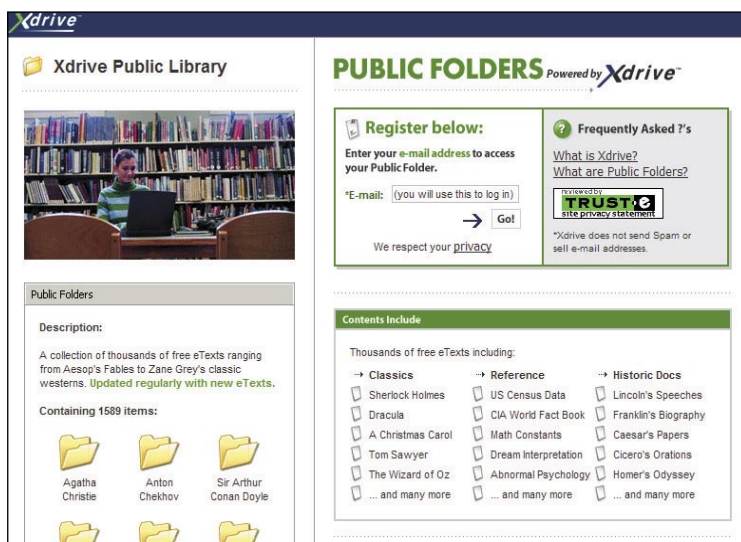 Xdrive™
Xdrive Public Library
Public Folders
Description:
A collection of thousands of free eTexts ranging
from Aesop's Fables to Zane Grey's classic
westerns. Updated regularly with new eTexts.
Containing 1589 items:
Agatha
Christie
Anton
Chekhov
Sir Arthur
Conan Doyle
PUBLIC FOLDERS Powered by Xdrive™
Register below:
Enter your e-mail address to access
your Public Folder.
*E-mail: (you will use this to log in)
Go!
We respect your privacy
? Frequently Asked ?'s
What is Xdrive?
What are Public Folders?
reviewed by
TRUST e
site privacy statement
*Xdrive does not send Spam or
sell e-mail addresses.
Contents Include
Thousands of free eTexts including:
Classics
Sherlock Holmes
Dracula
A Christmas Carol
Tom Sawyer
The Wizard of Oz
... and many more
Reference
US Census Data
CIA World Fact Book
Math Constants
Dream Interpretation
Abnormal Psychology
... and many more
Historic Docs
Lincoln's Speeches
Franklin's Biography
Caesar's Papers
Cicero's Orations
Homer's Odyssey
... and many more